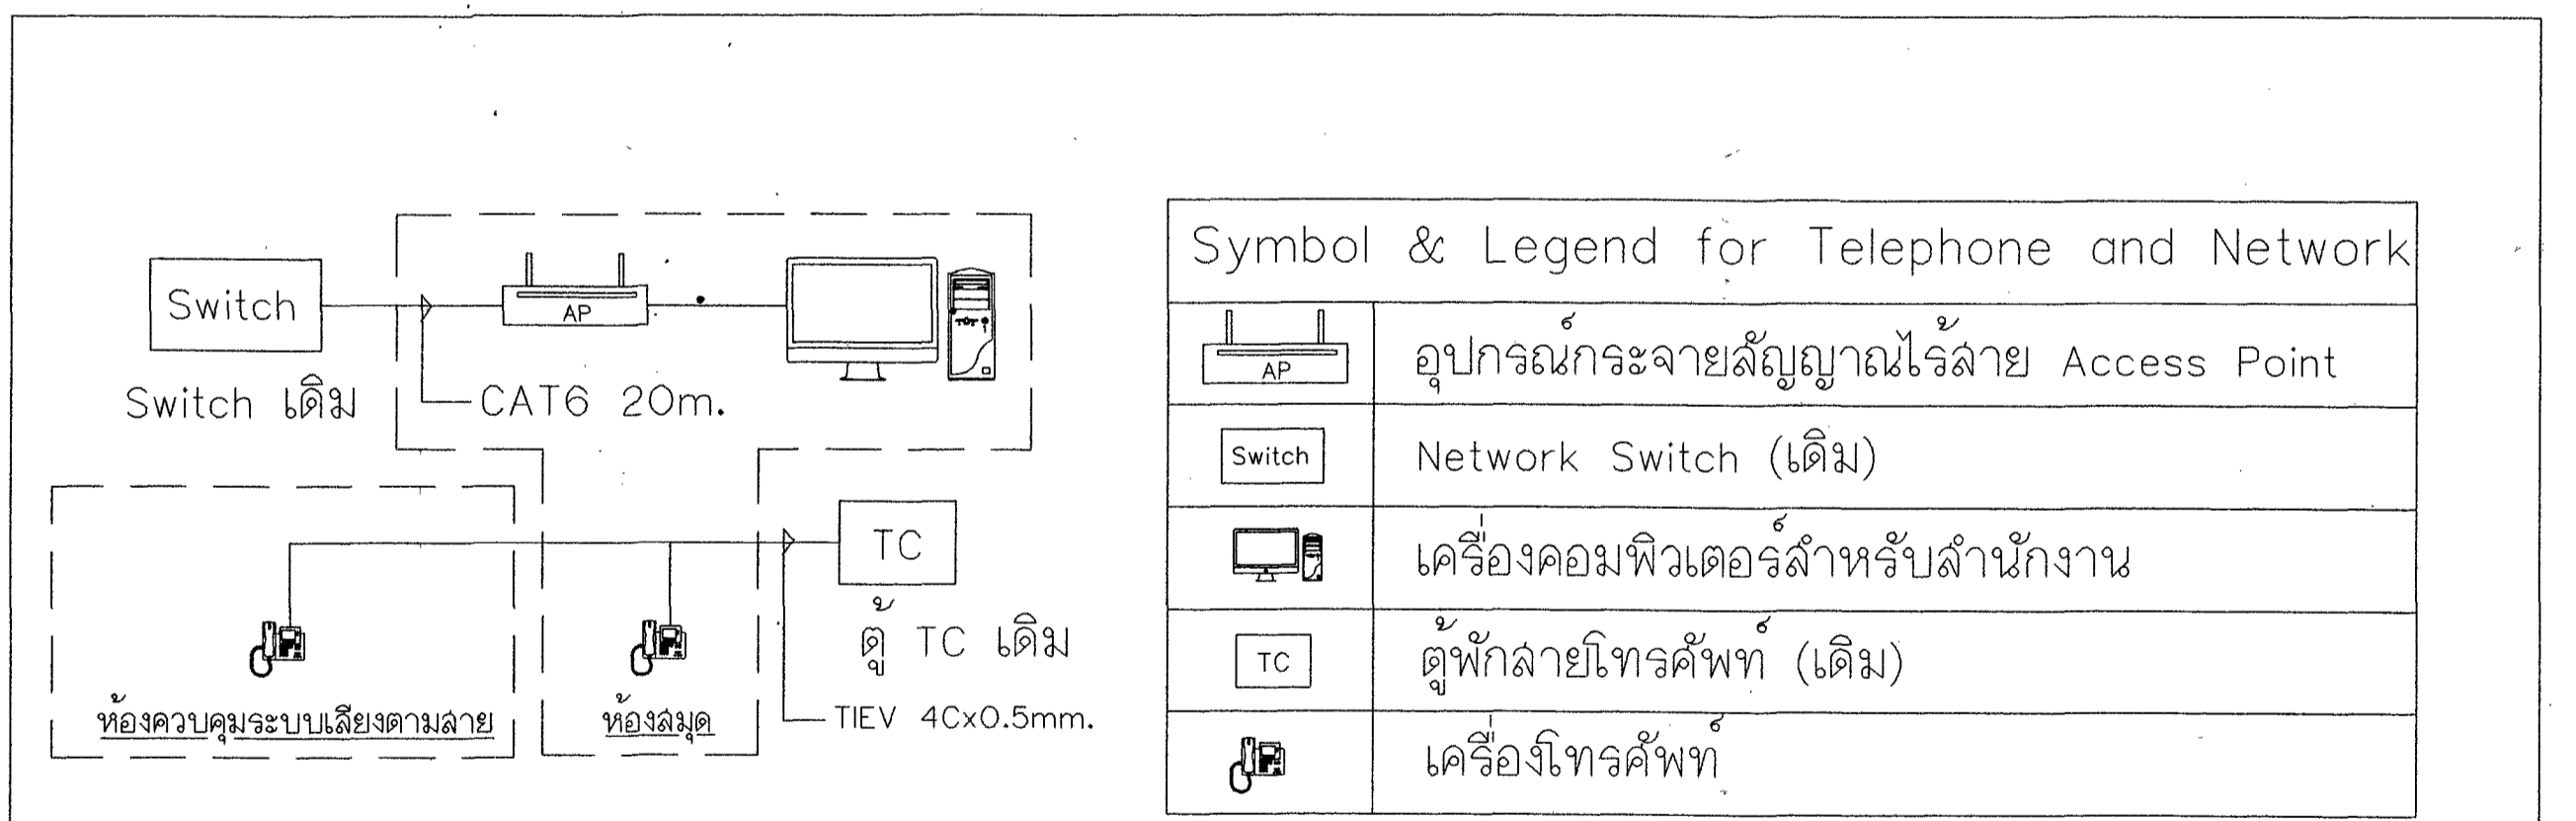 Switch
AP
Switch เดิม
CAT6 20m.
TC
ตู้ TC เดิม
TIEV 4Cx0.5mm.
ห้องควบคุมระบบเสียงตามสาย
ห้องสมุด
Symbol & Legend for Telephone and Network
AP
อุปกรณ์กระจายสัญญาณไร้สาย Access Point
Switch
Network Switch (เดิม)
เครื่องคอมพิวเตอร์สำหรับสำนักงาน
TC
ตู้พักสายโทรศัพท์ (เดิม)
เครื่องโทรศัพท์